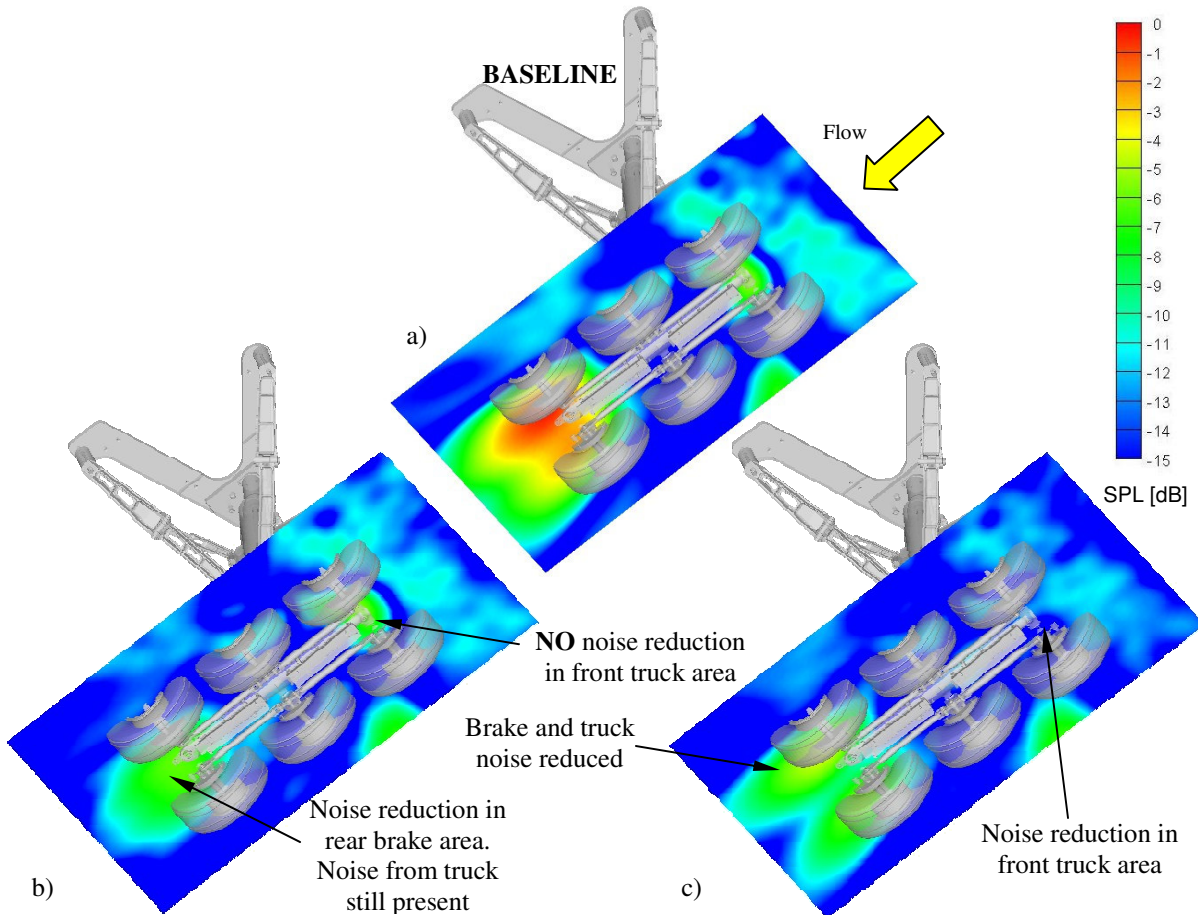 BASELINE
Flow
a)
0
-1
-2
-3
-4
-5
-6
-7
-8
-9
-10
-11
-12
-13
-14
-15
SPL [dB]
NO noise reduction
in front truck area
Brake and truck
noise reduced
Noise reduction in
rear brake area.
Noise from truck
still present
b)
Noise reduction in
front truck area
c)